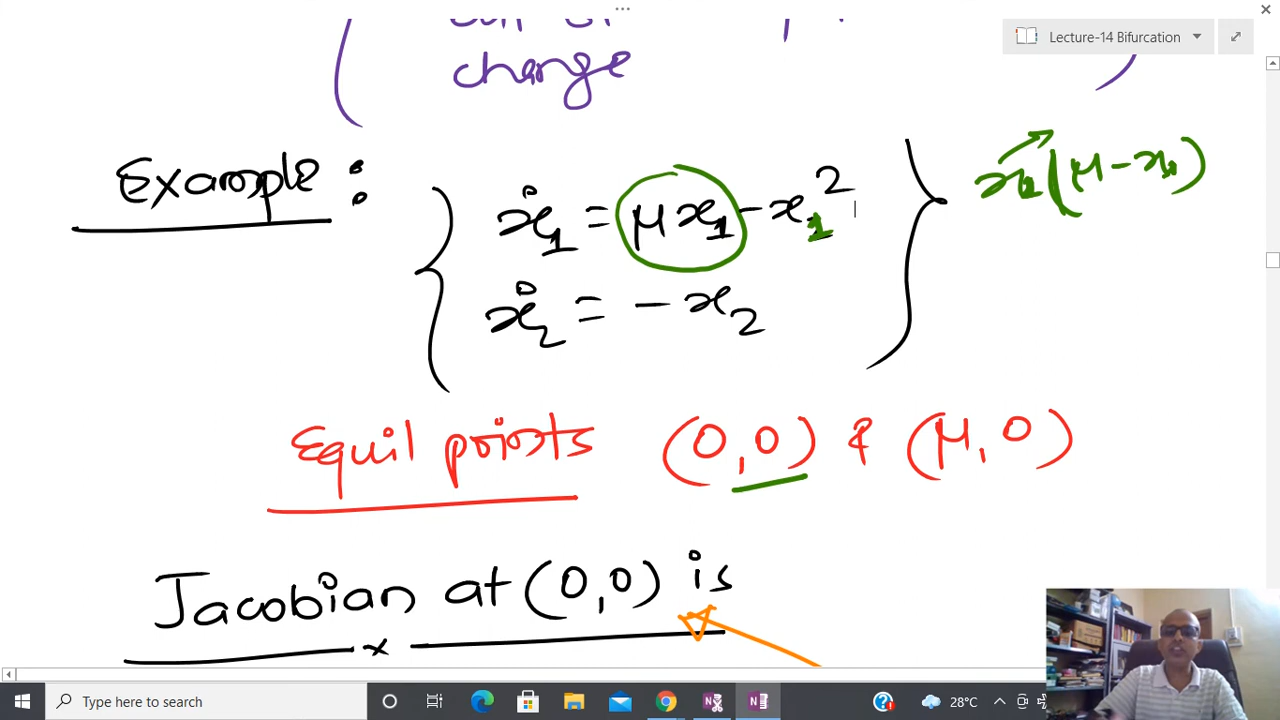 Lecture-14 Bifurcation
change
Example :
ẋ₁ = μx₁ - x₁²
x₁(μ - x₁)
ẋ₂ = - x₂
Equil points (0,0) & (μ, 0)
Jacobian at (0,0) is
Type here to search
28°C